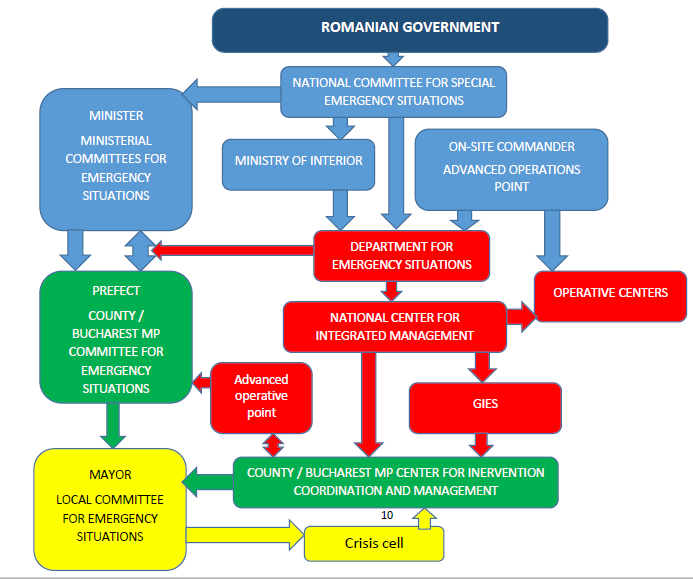 ROMANIAN GOVERNMENT
NATIONAL COMMITTEE FOR SPECIAL
EMERGENCY SITUATIONS
MINISTER
MINISTERIAL
COMMITTEES FOR
EMERGENCY
SITUATIONS
MINISTRY OF INTERIOR
ON-SITE COMMANDER
ADVANCED OPERATIONS
POINT
DEPARTMENT FOR
EMERGENCY SITUATIONS
PREFECT
COUNTY /
BUCHAREST MP
COMMITTEE FOR
EMERGENCY
SITUATIONS
OPERATIVE CENTERS
NATIONAL CENTER FOR
INTEGRATED MANAGEMENT
Advanced
operative
point
GIES
MAYOR
LOCAL COMMITTEE
FOR EMERGENCY
SITUATIONS
COUNTY / BUCHAREST MP CENTER FOR INERVENTION
COORDINATION AND MANAGEMENT
10
Crisis cell